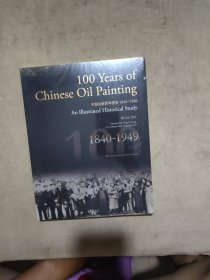 100 Years of
Chinese Oil Painting
中国油画百年图史 1840-1949
An Illustrated Historical Study
100
1840-1949